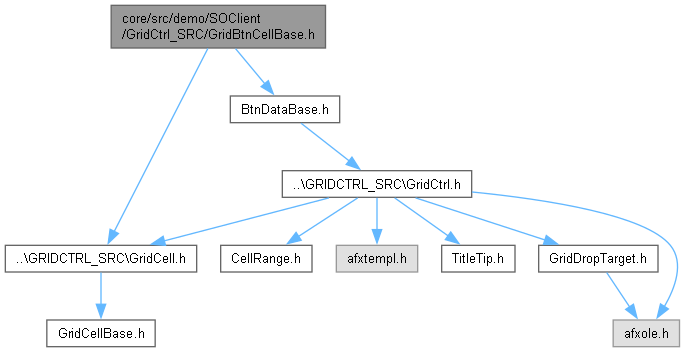 core/src/demo/SOClient
/GridCtrl_SRC/GridBtnCellBase.h
BtnDataBase.h
..\GRIDCTRL_SRC\GridCtrl.h
..\GRIDCTRL_SRC\GridCell.h
CellRange.h
afxtempl.h
TitleTip.h
GridDropTarget.h
GridCellBase.h
afxole.h